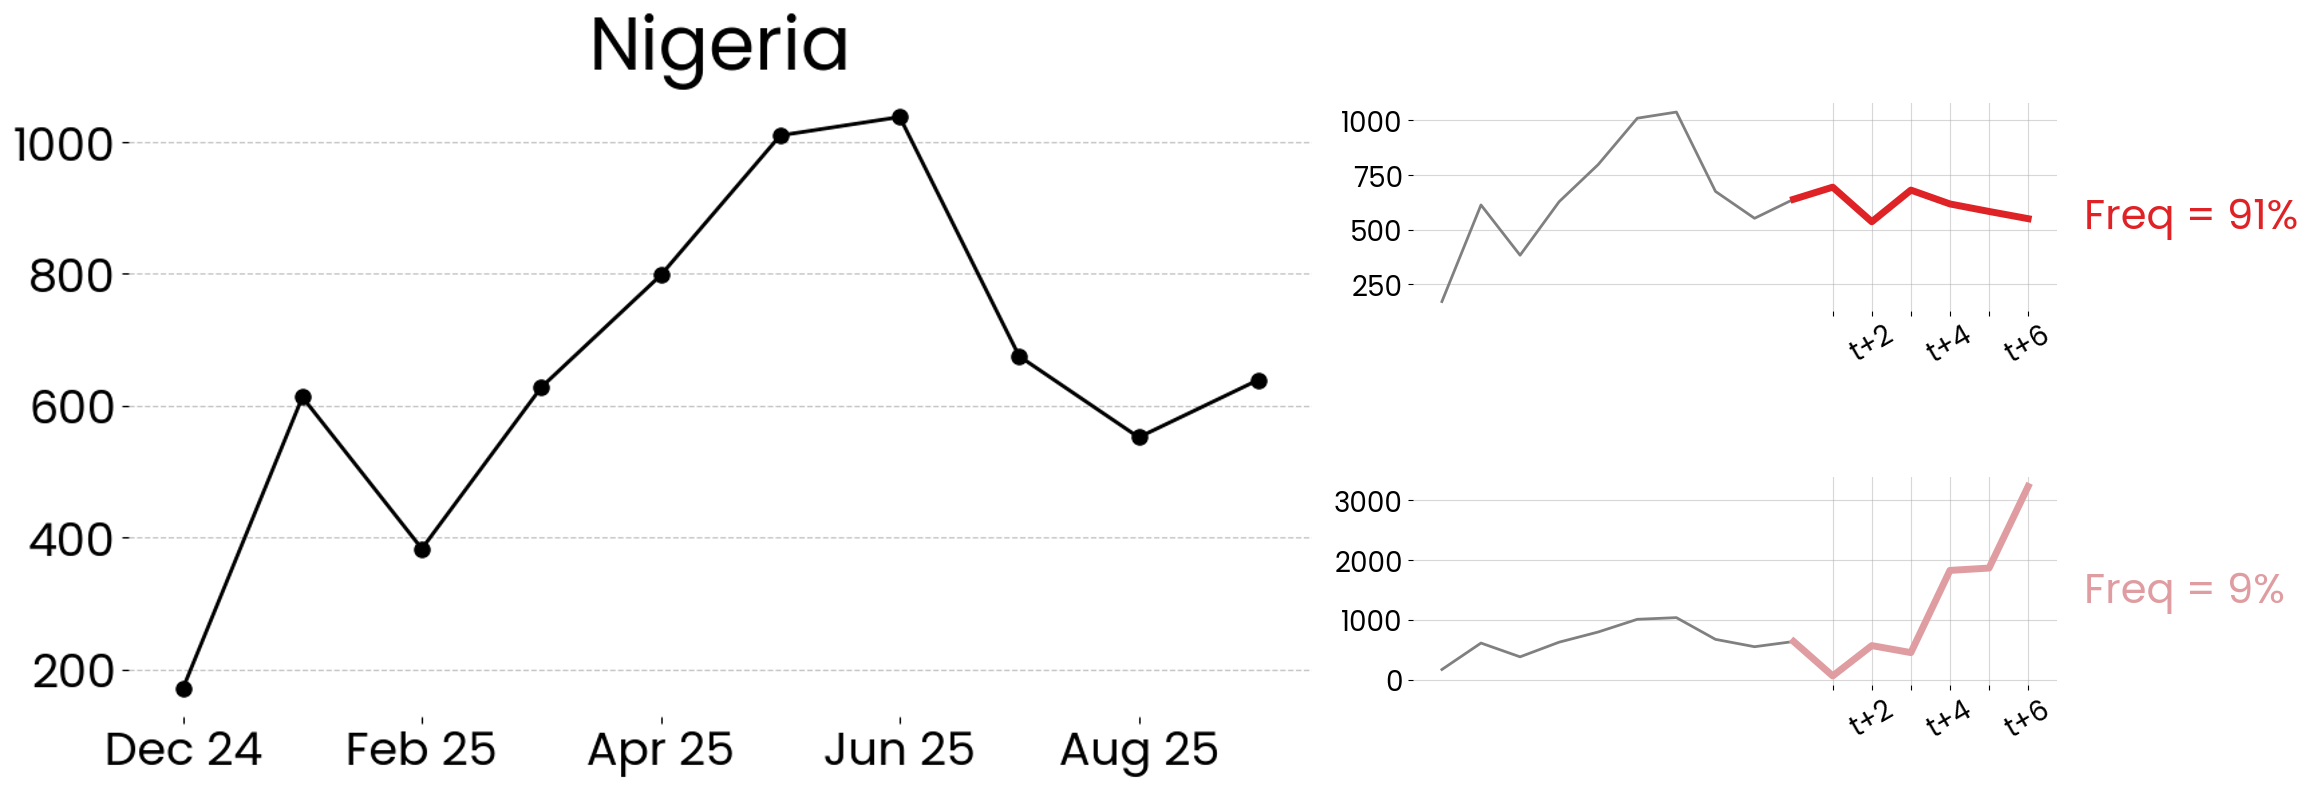 Nigeria
1000
800
600
400
200
Dec 24 Feb 25 Apr 25 Jun 25 Aug 25
1000
750
500
250
t+2 t+4 t+6
Freq = 91%
3000
2000
1000
0
t+2 t+4 t+6
Freq = 9%